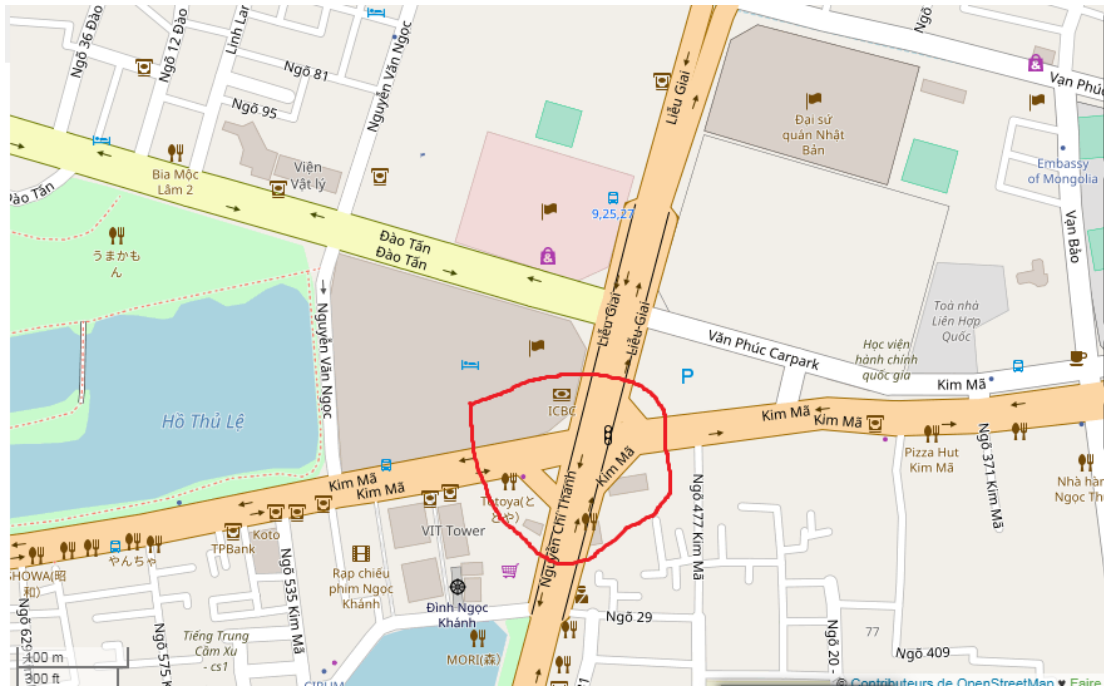 Ngõ 36 Đào
Ngõ 12 Đào
Linh Lan
Ngõ 81
Ngõ 95
Nguyễn Văn Ngọc
Liễu Giai
Ngõ
Vạn Phúc
Đại sứ
quán Nhật
Bản
Embassy
of Mongolia
Vạn Bảo
Bia Mộc
Lâm 2
Viện
Vật lý
Đào Tấn
9,25,27
うまかも
ん
Đào Tấn
Đào Tấn
Nguyễn Văn Ngọc
Liễu Giai
Liễu Giai
Toà nhà
Liên Hợp
Quốc
Văn Phúc Carpark
Học viện
hành chính
quốc gia
P
Kim Mã
Hồ Thủ Lệ
ICBC
Kim Mã
Kim Mã
Kim Mã
Pizza Hut
Kim Mã
Ngõ 371 Kim Mã
Nhà hàn
Ngọc Thu
Kim Mã
Kim Mã
Totoya(と
とや)
Nguyễn Chí Thanh
Ngõ 477 Kim Mã
VIT Tower
Koto
TPBank
やんちゃ
SHOWA(昭
和)
Rạp chiếu
phim Ngọc
Khánh
Ngõ 535 Kim Mã
Đình Ngọc
Khánh
Ngõ 29
Ngõ 629
Ngõ 575 Kim Mã
Tiếng Trung
Cầm Xu
- cs1
MORI(森)
77
Ngõ 20 -
Ngõ 409
100 m
300 ft
© Contributeurs de OpenStreetMap ♥ Faire